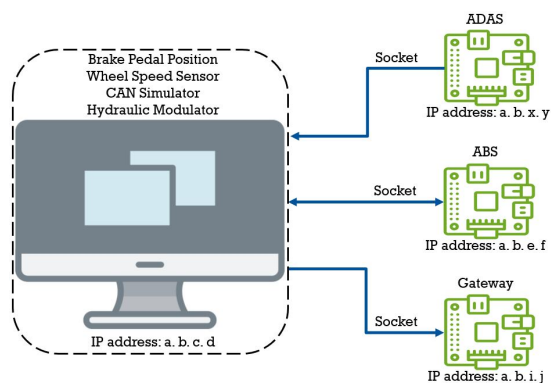 Brake Pedal Position
Wheel Speed Sensor
CAN Simulator
Hydraulic Modulator
IP address: a. b. c. d
ADAS
Socket
IP address: a. b. x. y
ABS
Socket
IP address: a. b. e. f
Gateway
Socket
IP address: a. b. i. j